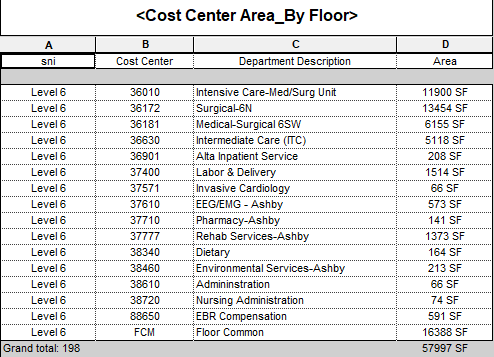 <Cost Center Area_By Floor>
A B C D
sni Cost Center Department Description Area
Level 6 36010 Intensive Care-Med/Surg Unit 11900 SF
Level 6 36172 Surgical-6N 13454 SF
Level 6 36181 Medical-Surgical 6SW 6155 SF
Level 6 36630 Intermediate Care (ITC) 5118 SF
Level 6 36901 Alta Inpatient Service 208 SF
Level 6 37400 Labor & Delivery 1514 SF
Level 6 37571 Invasive Cardiology 66 SF
Level 6 37610 EEG/EMG - Ashby 573 SF
Level 6 37710 Pharmacy-Ashby 141 SF
Level 6 37777 Rehab Services-Ashby 1373 SF
Level 6 38340 Dietary 164 SF
Level 6 38460 Environmental Services-Ashby 213 SF
Level 6 38610 Admininstration 66 SF
Level 6 38720 Nursing Administration 74 SF
Level 6 88650 EBR Compensation 591 SF
Level 6 FCM Floor Common 16388 SF
Grand total: 198 57997 SF